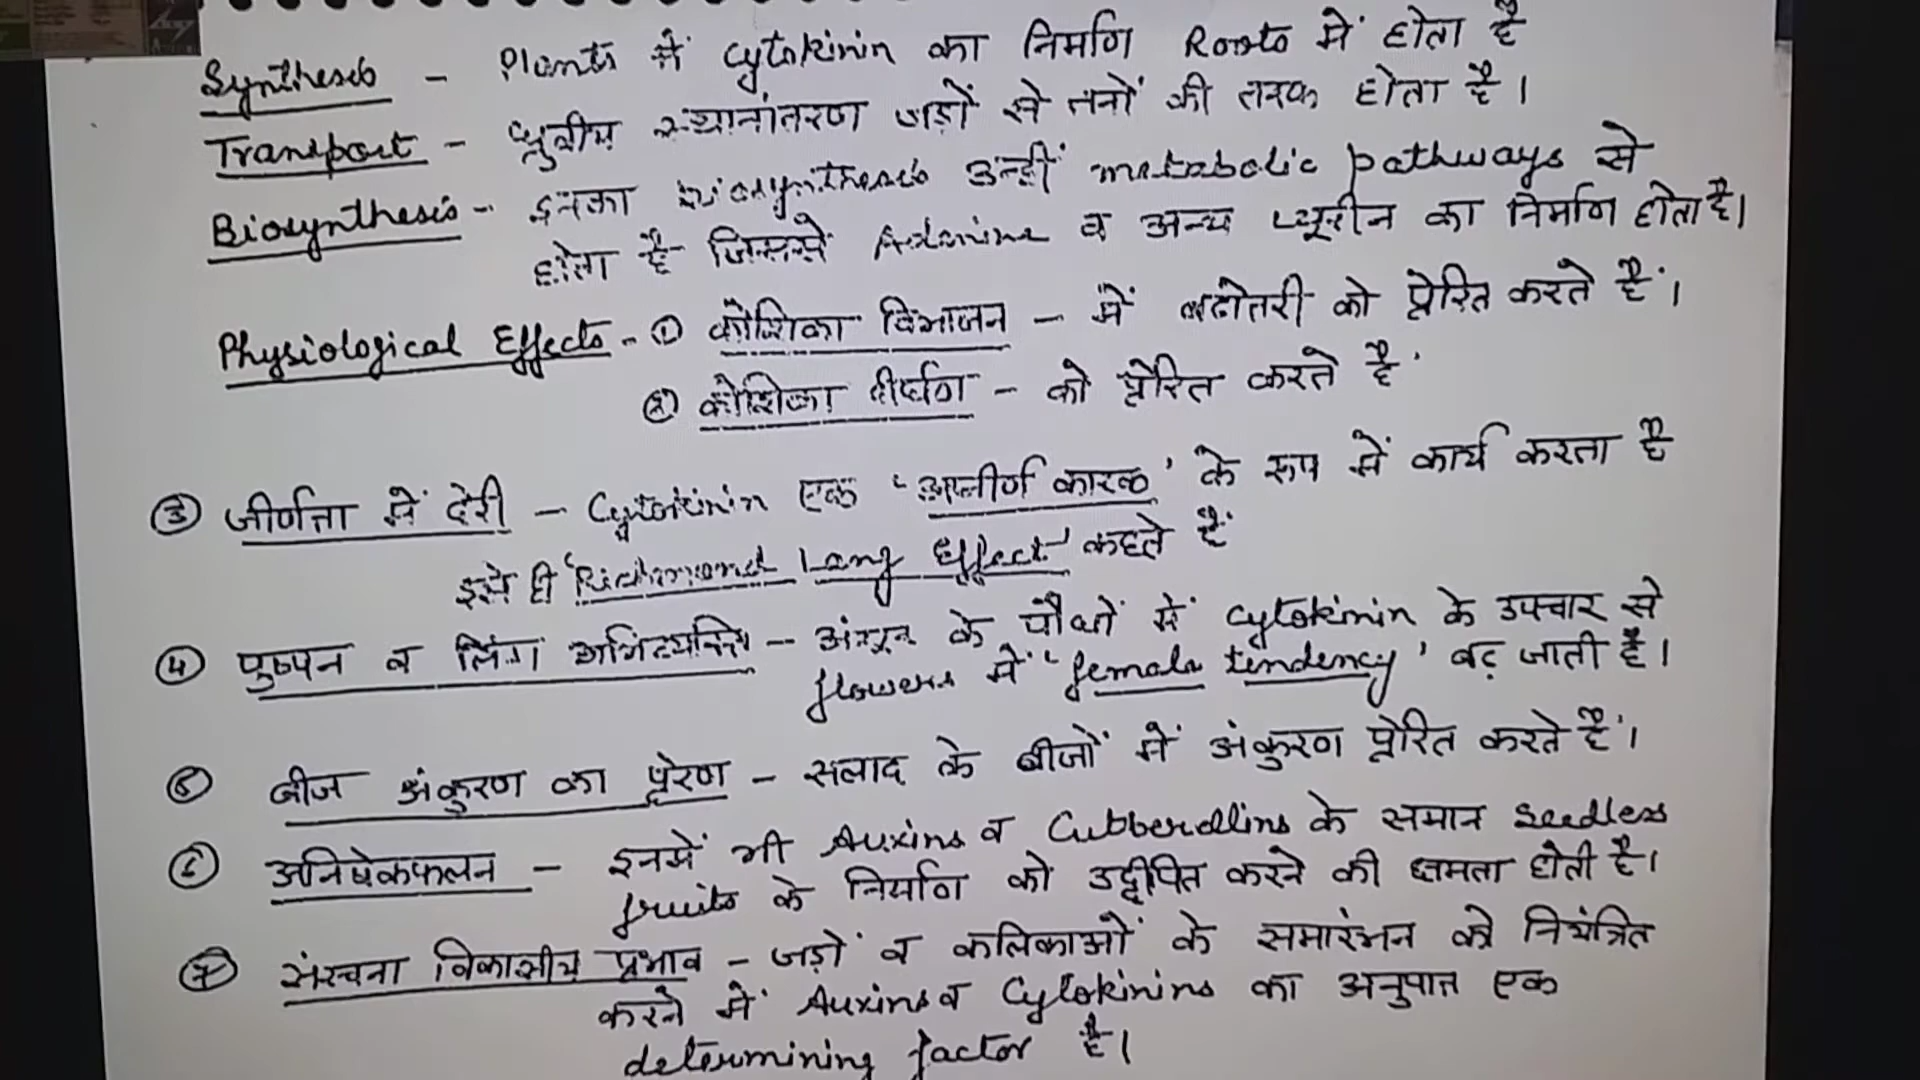 Synthesis - Plants में Cytokinin का निर्माण Roots में होता है
Transport - ध्रुवीय स्थानांतरण जड़ों से तनों की तरफ होता है।
Biosynthesis - इनका biosynthesis उन्हीं metabolic pathways से
होता है जिससे Adenine व अन्य प्यूरीन का निर्माण होता है।
Physiological Effects - ① कोशिका विभाजन - में बढोतरी को प्रेरित करते है।
② कोशिका दीर्घण - को प्रेरित करते है.
③ जीर्णता में देरी - Cytokinin एक 'अजीर्ण कारक' के रूप में कार्य करता है
इसे ही 'Richmond Lang Effect' कहते है
④ पुष्पन व लिंग अभिव्यक्ति - अंगूर के पौधों में Cytokinin के उपचार से
flowers में 'female tendency' बढ़ जाती है।
⑤ बीज अंकुरण का प्रेरण - सलाद के बीजों में अंकुरण प्रेरित करते है।
⑥ अनिषेकफलन - इनमें भी Auxins व Gibberellins के समान Seedless
fruits के निर्माण को उद्दीपित करने की क्षमता होती है।
⑦ संरचना विकासीय प्रभाव - जड़ों व कलिकाओं के समारंभन को नियंत्रित
करने में Auxins व Cytokinins का अनुपात एक
determining factor है।